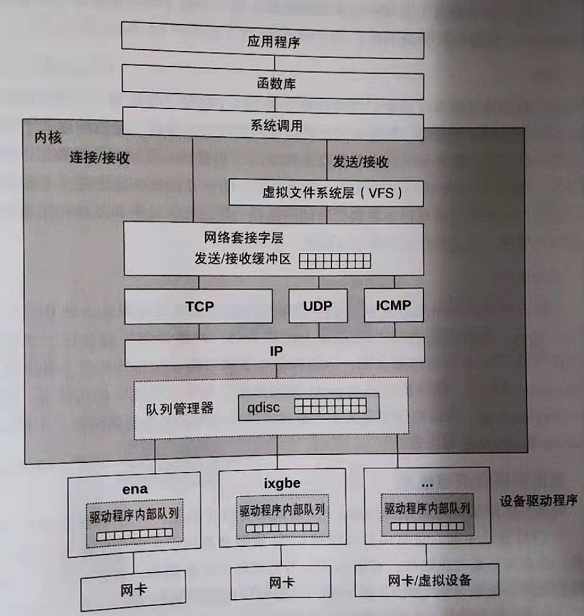 应用程序
函数库
系统调用
内核
连接/接收
发送/接收
虚拟文件系统层（VFS）
网络套接字层
发送/接收缓冲区
TCP
UDP
ICMP
IP
队列管理器
qdisc
ena
ixgbe
...
设备驱动程序
驱动程序内部队列
驱动程序内部队列
驱动程序内部队列
网卡
网卡
网卡/虚拟设备